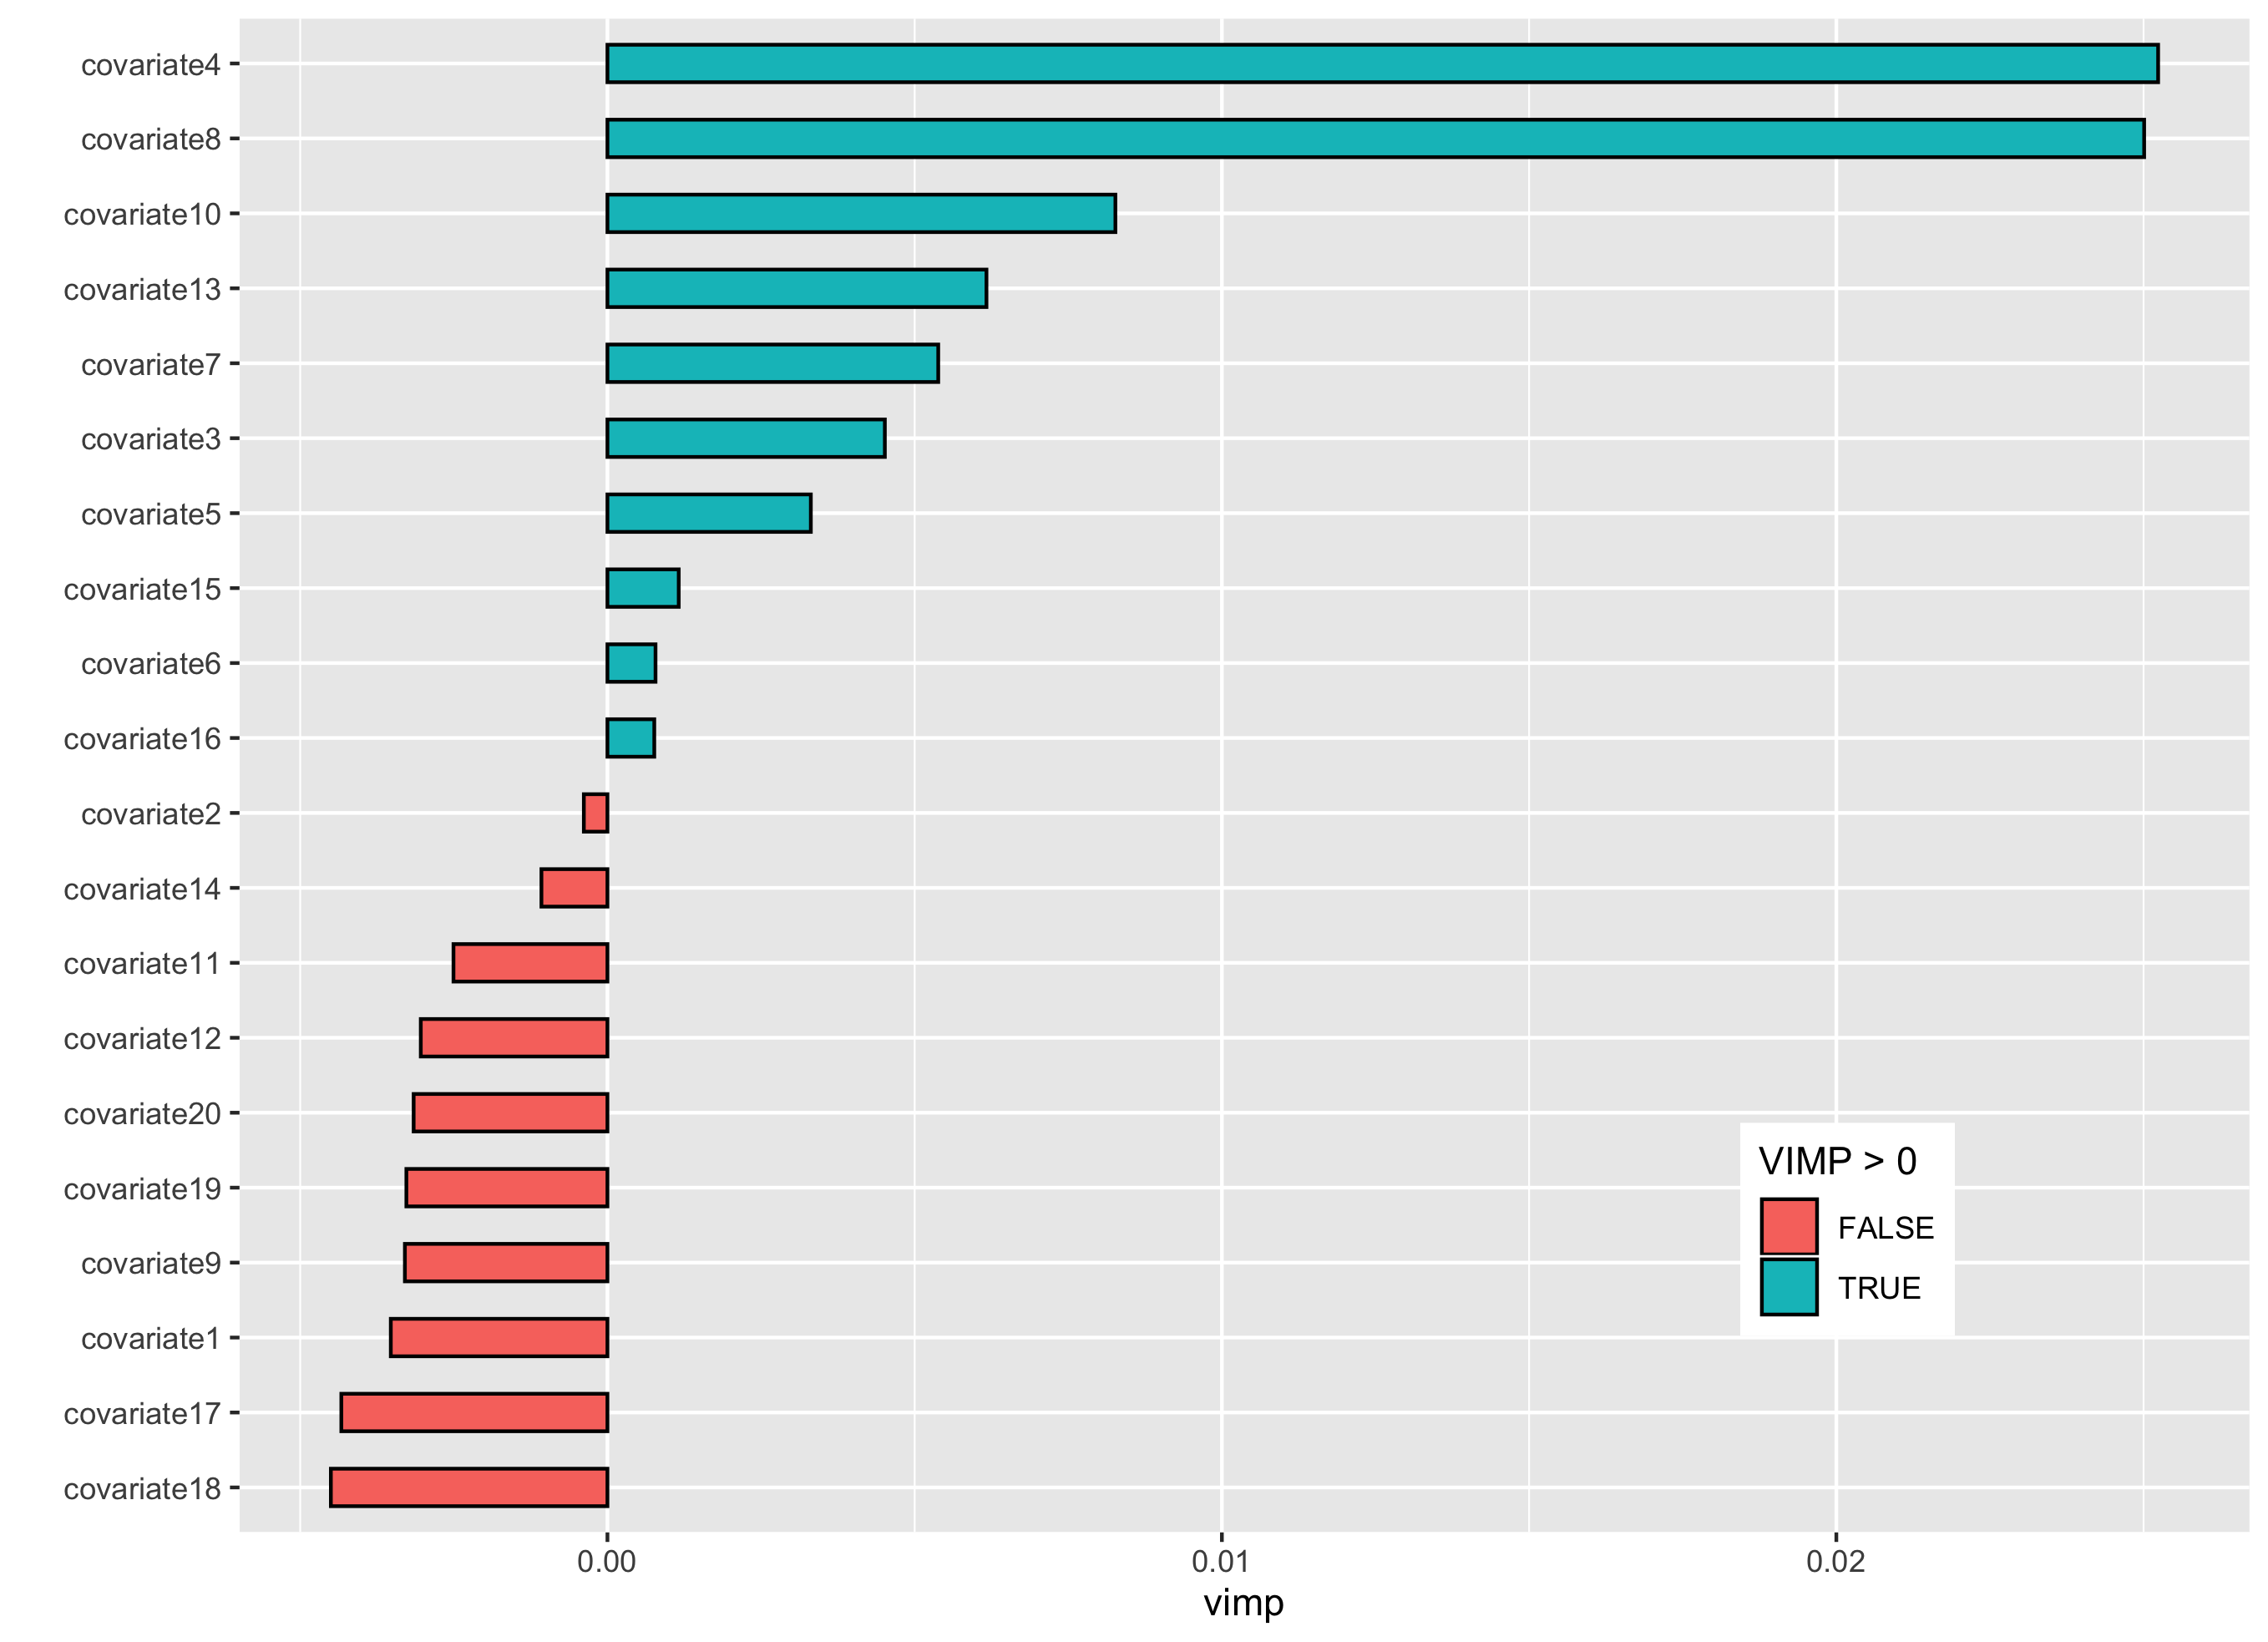 covariate4
covariate8
covariate10
covariate13
covariate7
covariate3
covariate5
covariate15
covariate6
covariate16
covariate2
covariate14
covariate11
covariate12
covariate20
covariate19
covariate9
covariate1
covariate17
covariate18
VIMP > 0
FALSE
TRUE
0.00 0.01 0.02
vimp